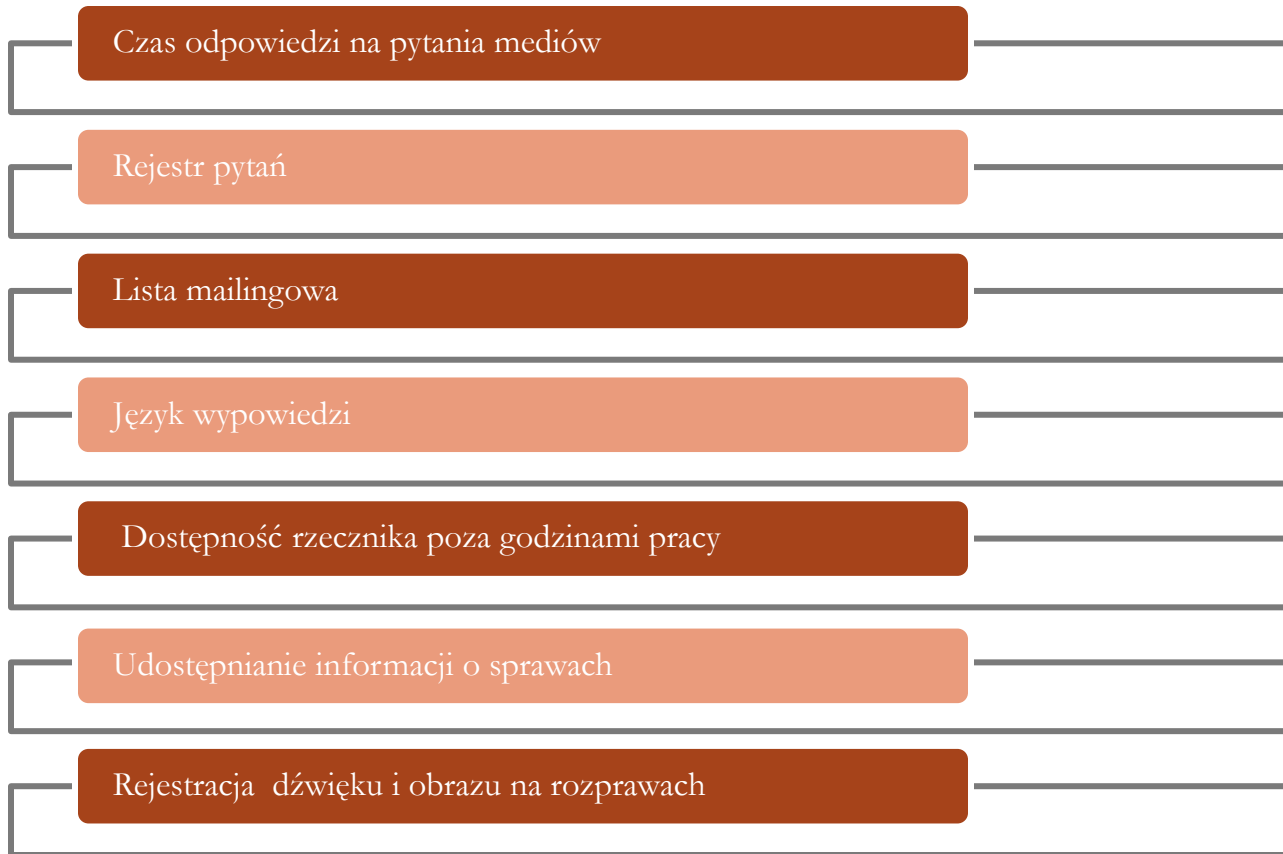 Czas odpowiedzi na pytania mediów
Rejestr pytań
Lista mailingowa
Język wypowiedzi
Dostępność rzecznika poza godzinami pracy
Udostępnianie informacji o sprawach
Rejestracja  dźwięku i obrazu na rozprawach